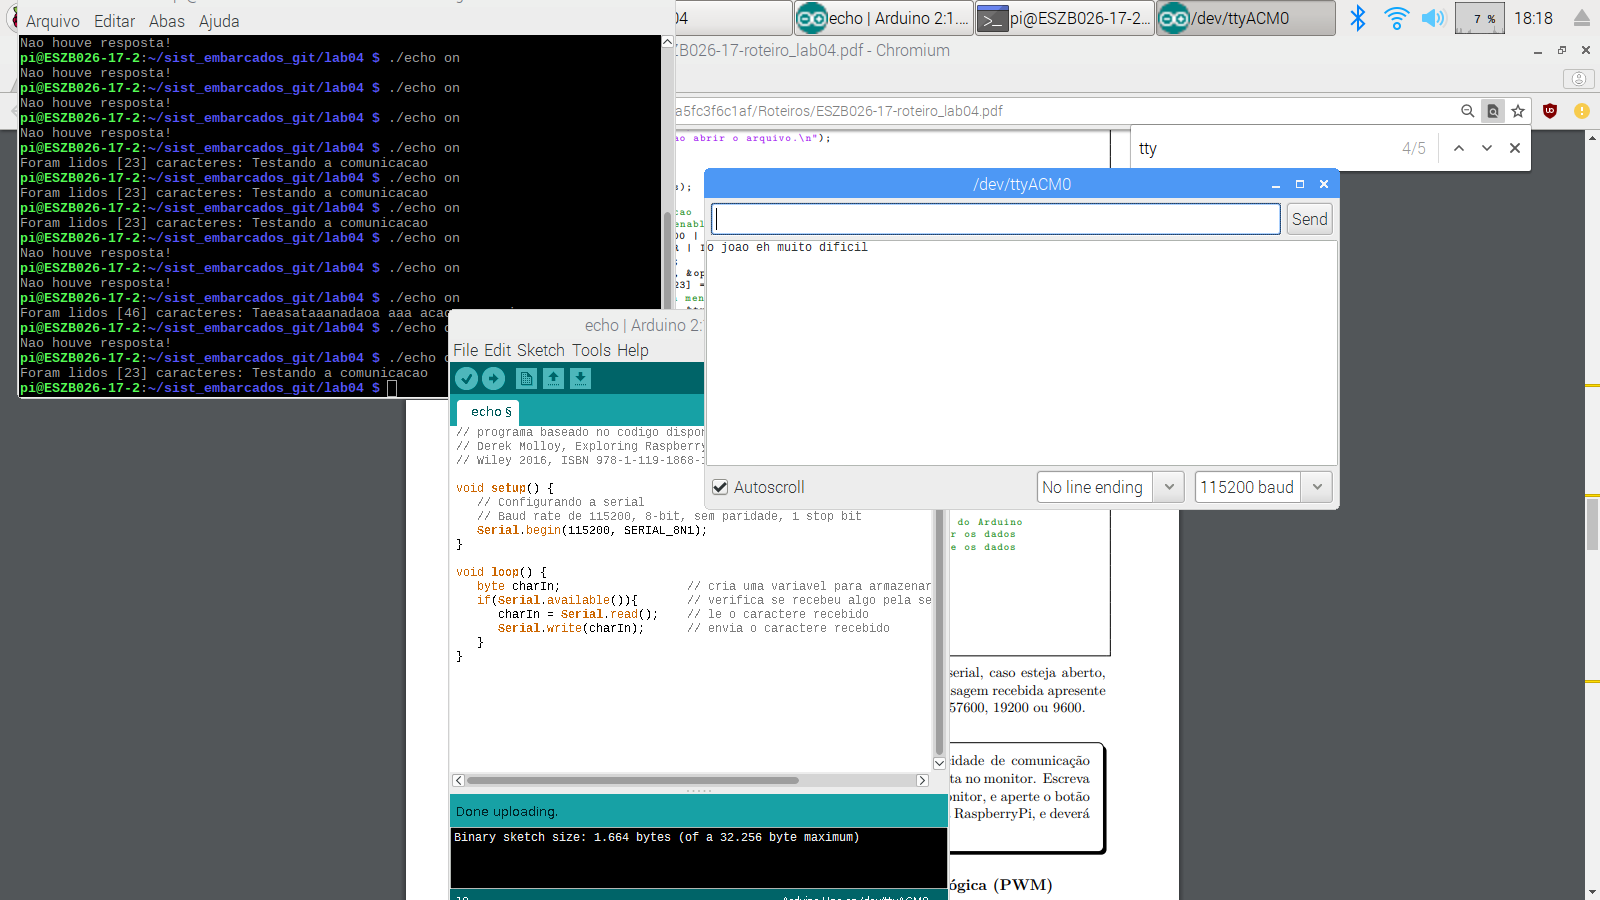 04
echo | Arduino 2:1....
pi@ESZB026-17-2...
/dev/ttyACM0
7 %
18:18
Arquivo Editar Abas Ajuda
Nao houve resposta!
pi@ESZB026-17-2:~/sist_embarcados_git/lab04 $ ./echo on
Nao houve resposta!
pi@ESZB026-17-2:~/sist_embarcados_git/lab04 $ ./echo on
Nao houve resposta!
pi@ESZB026-17-2:~/sist_embarcados_git/lab04 $ ./echo on
Nao houve resposta!
pi@ESZB026-17-2:~/sist_embarcados_git/lab04 $ ./echo on
Foram lidos [23] caracteres: Testando a comunicacao
pi@ESZB026-17-2:~/sist_embarcados_git/lab04 $ ./echo on
Foram lidos [23] caracteres: Testando a comunicacao
pi@ESZB026-17-2:~/sist_embarcados_git/lab04 $ ./echo on
Foram lidos [23] caracteres: Testando a comunicacao
pi@ESZB026-17-2:~/sist_embarcados_git/lab04 $ ./echo on
Nao houve resposta!
pi@ESZB026-17-2:~/sist_embarcados_git/lab04 $ ./echo on
Nao houve resposta!
pi@ESZB026-17-2:~/sist_embarcados_git/lab04 $ ./echo on
Foram lidos [46] caracteres: Taeasataaanadaoa aaa
pi@ESZB026-17-2:~/sist_embarcados_git/lab04 $ ./echo
Nao houve resposta!
pi@ESZB026-17-2:~/sist_embarcados_git/lab04 $ ./echo
Foram lidos [23] caracteres: Testando a comunicacao
pi@ESZB026-17-2:~/sist_embarcados_git/lab04 $
ZB026-17-roteiro_lab04.pdf - Chromium
a5fc3f6c1af/Roteiros/ESZB026-17-roteiro_lab04.pdf
tty
4/5
ao abrir o arquivo.\n");
s);
cao
enabl
00 |
R | I
;
, &op
23] =
a men
/dev/ttyACM0
Send
o joao eh muito dificil
Autoscroll
No line ending
115200 baud
echo | Arduino 2:
File Edit Sketch Tools Help
echo §
// programa baseado no codigo dispon
// Derek Molloy, Exploring Raspberry
// Wiley 2016, ISBN 978-1-119-1868-
void setup() {
// Configurando a serial
// Baud rate de 115200, 8-bit, sem paridade, 1 stop bit
Serial.begin(115200, SERIAL_8N1);
}
void loop() {
byte charIn; // cria uma variavel para armazenar
if(Serial.available()){ // verifica se recebeu algo pela se
charIn = Serial.read(); // le o caractere recebido
Serial.write(charIn); // envia o caractere recebido
}
}
Done uploading.
Binary sketch size: 1.664 bytes (of a 32.256 byte maximum)
do Arduino
r os dados
e os dados
serial, caso esteja aberto,
sagem recebida apresente
57600, 19200 ou 9600.
cidade de comunicação
ta no monitor. Escreva
onitor, e aperte o botão
RaspberryPi, e deverá
ógica (PWM)